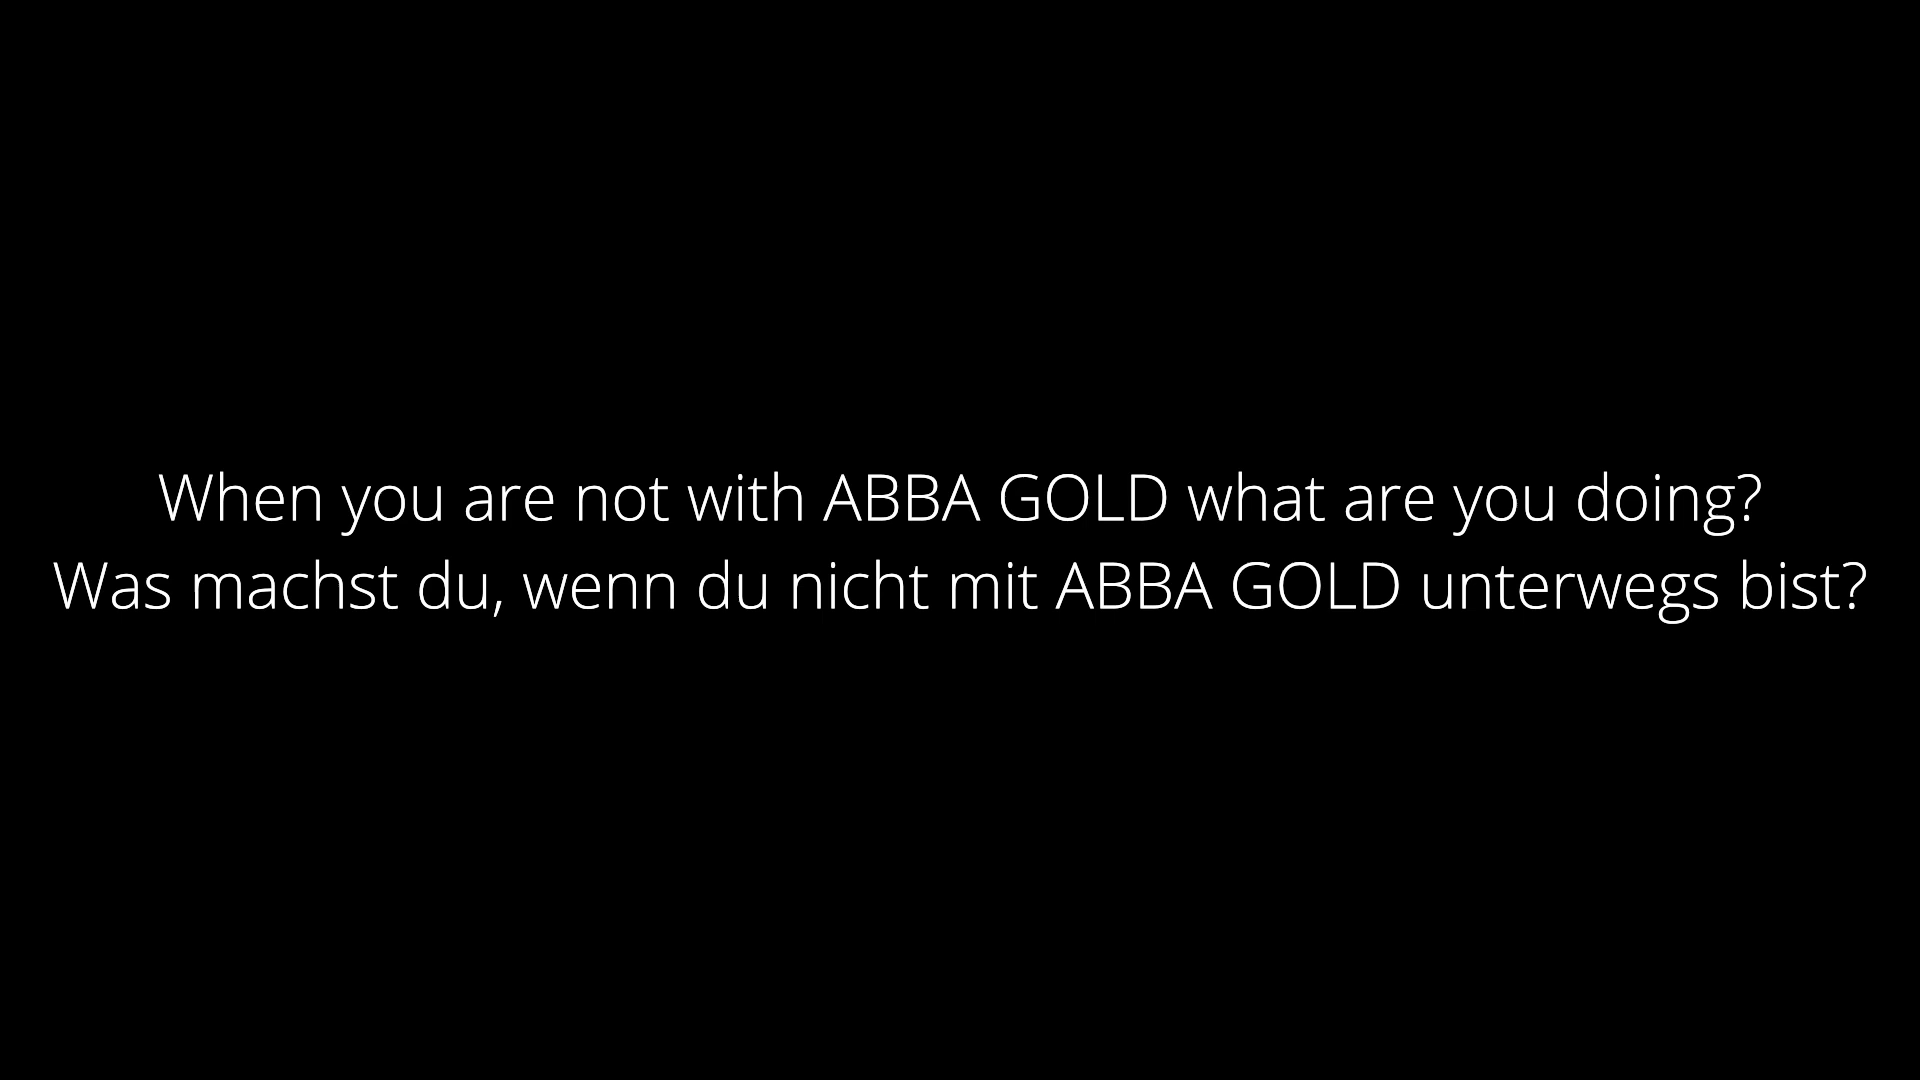 When you are not with ABBA GOLD what are you doing?
Was machst du, wenn du nicht mit ABBA GOLD unterwegs bist?